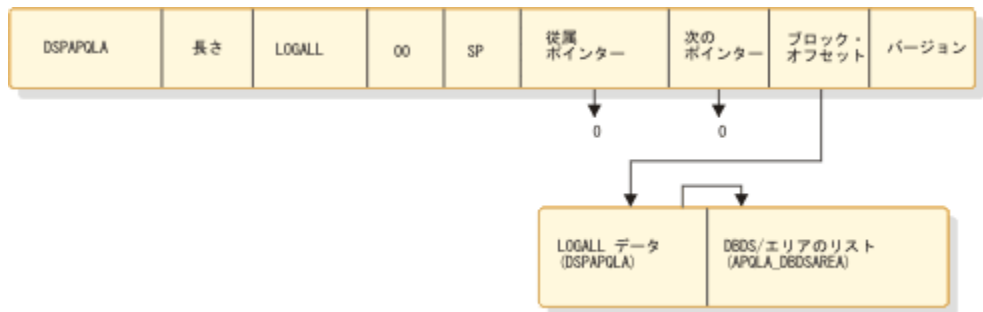 DSPAPQLA
長さ
LOGALL
00
SP
従属
ポインター
次の
ポインター
ブロック・
オフセット
バージョン
0
0
LOGALL データ
(DSPAPQLA)
DBDS/エリアのリスト
(APQLA_DBDSAREA)